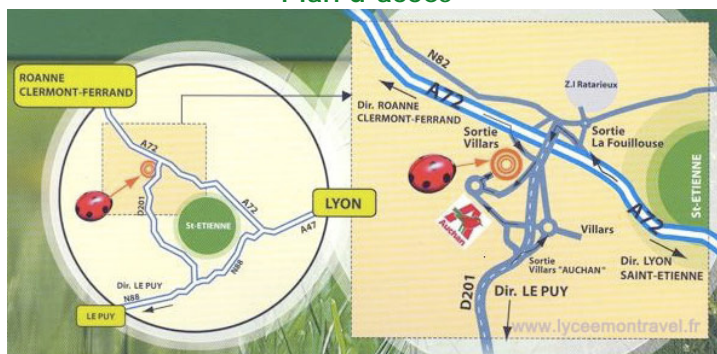 Plan d'accès
ROANNE
CLERMONT-FERRAND
A72
D201
St-ETIENNE
A72
LYON
A47
N88
Dir. LE PUY
N88
LE PUY
N82
Z.I Ratarieux
A72
Dir. ROANNE
CLERMONT-FERRAND
Sortie
Villars
Sortie
La Fouillouse
St-ETIENNE
Auchan
A72
Villars
Dir. LYON
SAINT-ETIENNE
Sortie
Villars "AUCHAN"
D201
Dir. LE PUY
www.lyceemontravel.fr